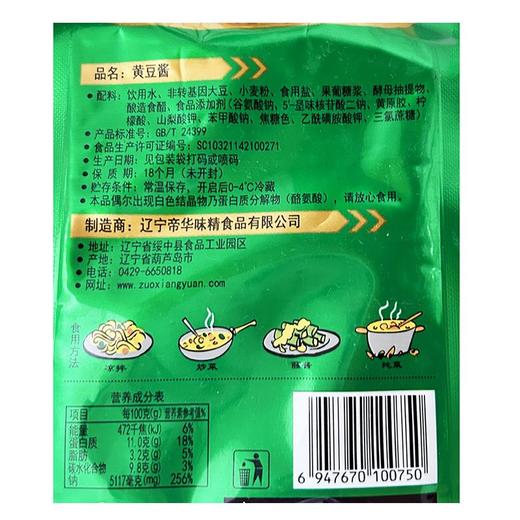 品名：黄豆酱
•配料：饮用水、非转基因大豆、小麦粉、食用盐、果葡糖浆、酵母抽提物、
酿造食醋、食品添加剂(谷氨酸钠、5'-呈味核苷酸二钠、黄原胶、柠
檬酸、山梨酸钾、苯甲酸钠、焦糖色、乙酰磺胺酸钾、三氯蔗糖)
•产品标准号：GB/T 24399
•食品生产许可证编号：SC10321142100271
•生产日期：见包装袋打码或喷码
•保 质 期：18个月（未开封）
•贮存条件：常温保存，开启后0-4℃冷藏
•本品偶尔出现白色结晶物乃蛋白质分解物（酪氨酸），请放心食用。
制造商：辽宁帝华味精食品有限公司
•地址：辽宁省绥中县食品工业园区
•产地：辽宁省葫芦岛市
•电话：0429-6650818
•网址：www.zuoxiangyuan.com
食用方法
凉拌
炒菜
蘸酱
炖菜
营养成分表
项目 每100克(g) 营养素参考值%
能量 472千焦(kJ) 6%
蛋白质 11.0克(g) 18%
脂肪 3.2克(g) 5%
碳水化合物 9.8克(g) 3%
钠 5117毫克(mg) 256%
6 947670 100750